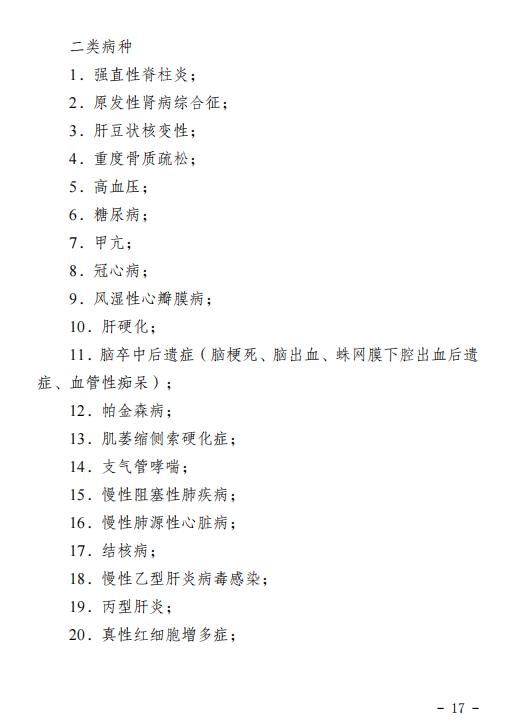 二类病种
1. 强直性脊柱炎；
2. 原发性肾病综合征；
3. 肝豆状核变性；
4. 重度骨质疏松；
5. 高血压；
6. 糖尿病；
7. 甲亢；
8. 冠心病；
9. 风湿性心瓣膜病；
10. 肝硬化；
11. 脑卒中后遗症（脑梗死、脑出血、蛛网膜下腔出血后遗
症、血管性痴呆）；
12. 帕金森病；
13. 肌萎缩侧索硬化症；
14. 支气管哮喘；
15. 慢性阻塞性肺疾病；
16. 慢性肺源性心脏病；
17. 结核病；
18. 慢性乙型肝炎病毒感染；
19. 丙型肝炎；
20. 真性红细胞增多症；
- 17 -